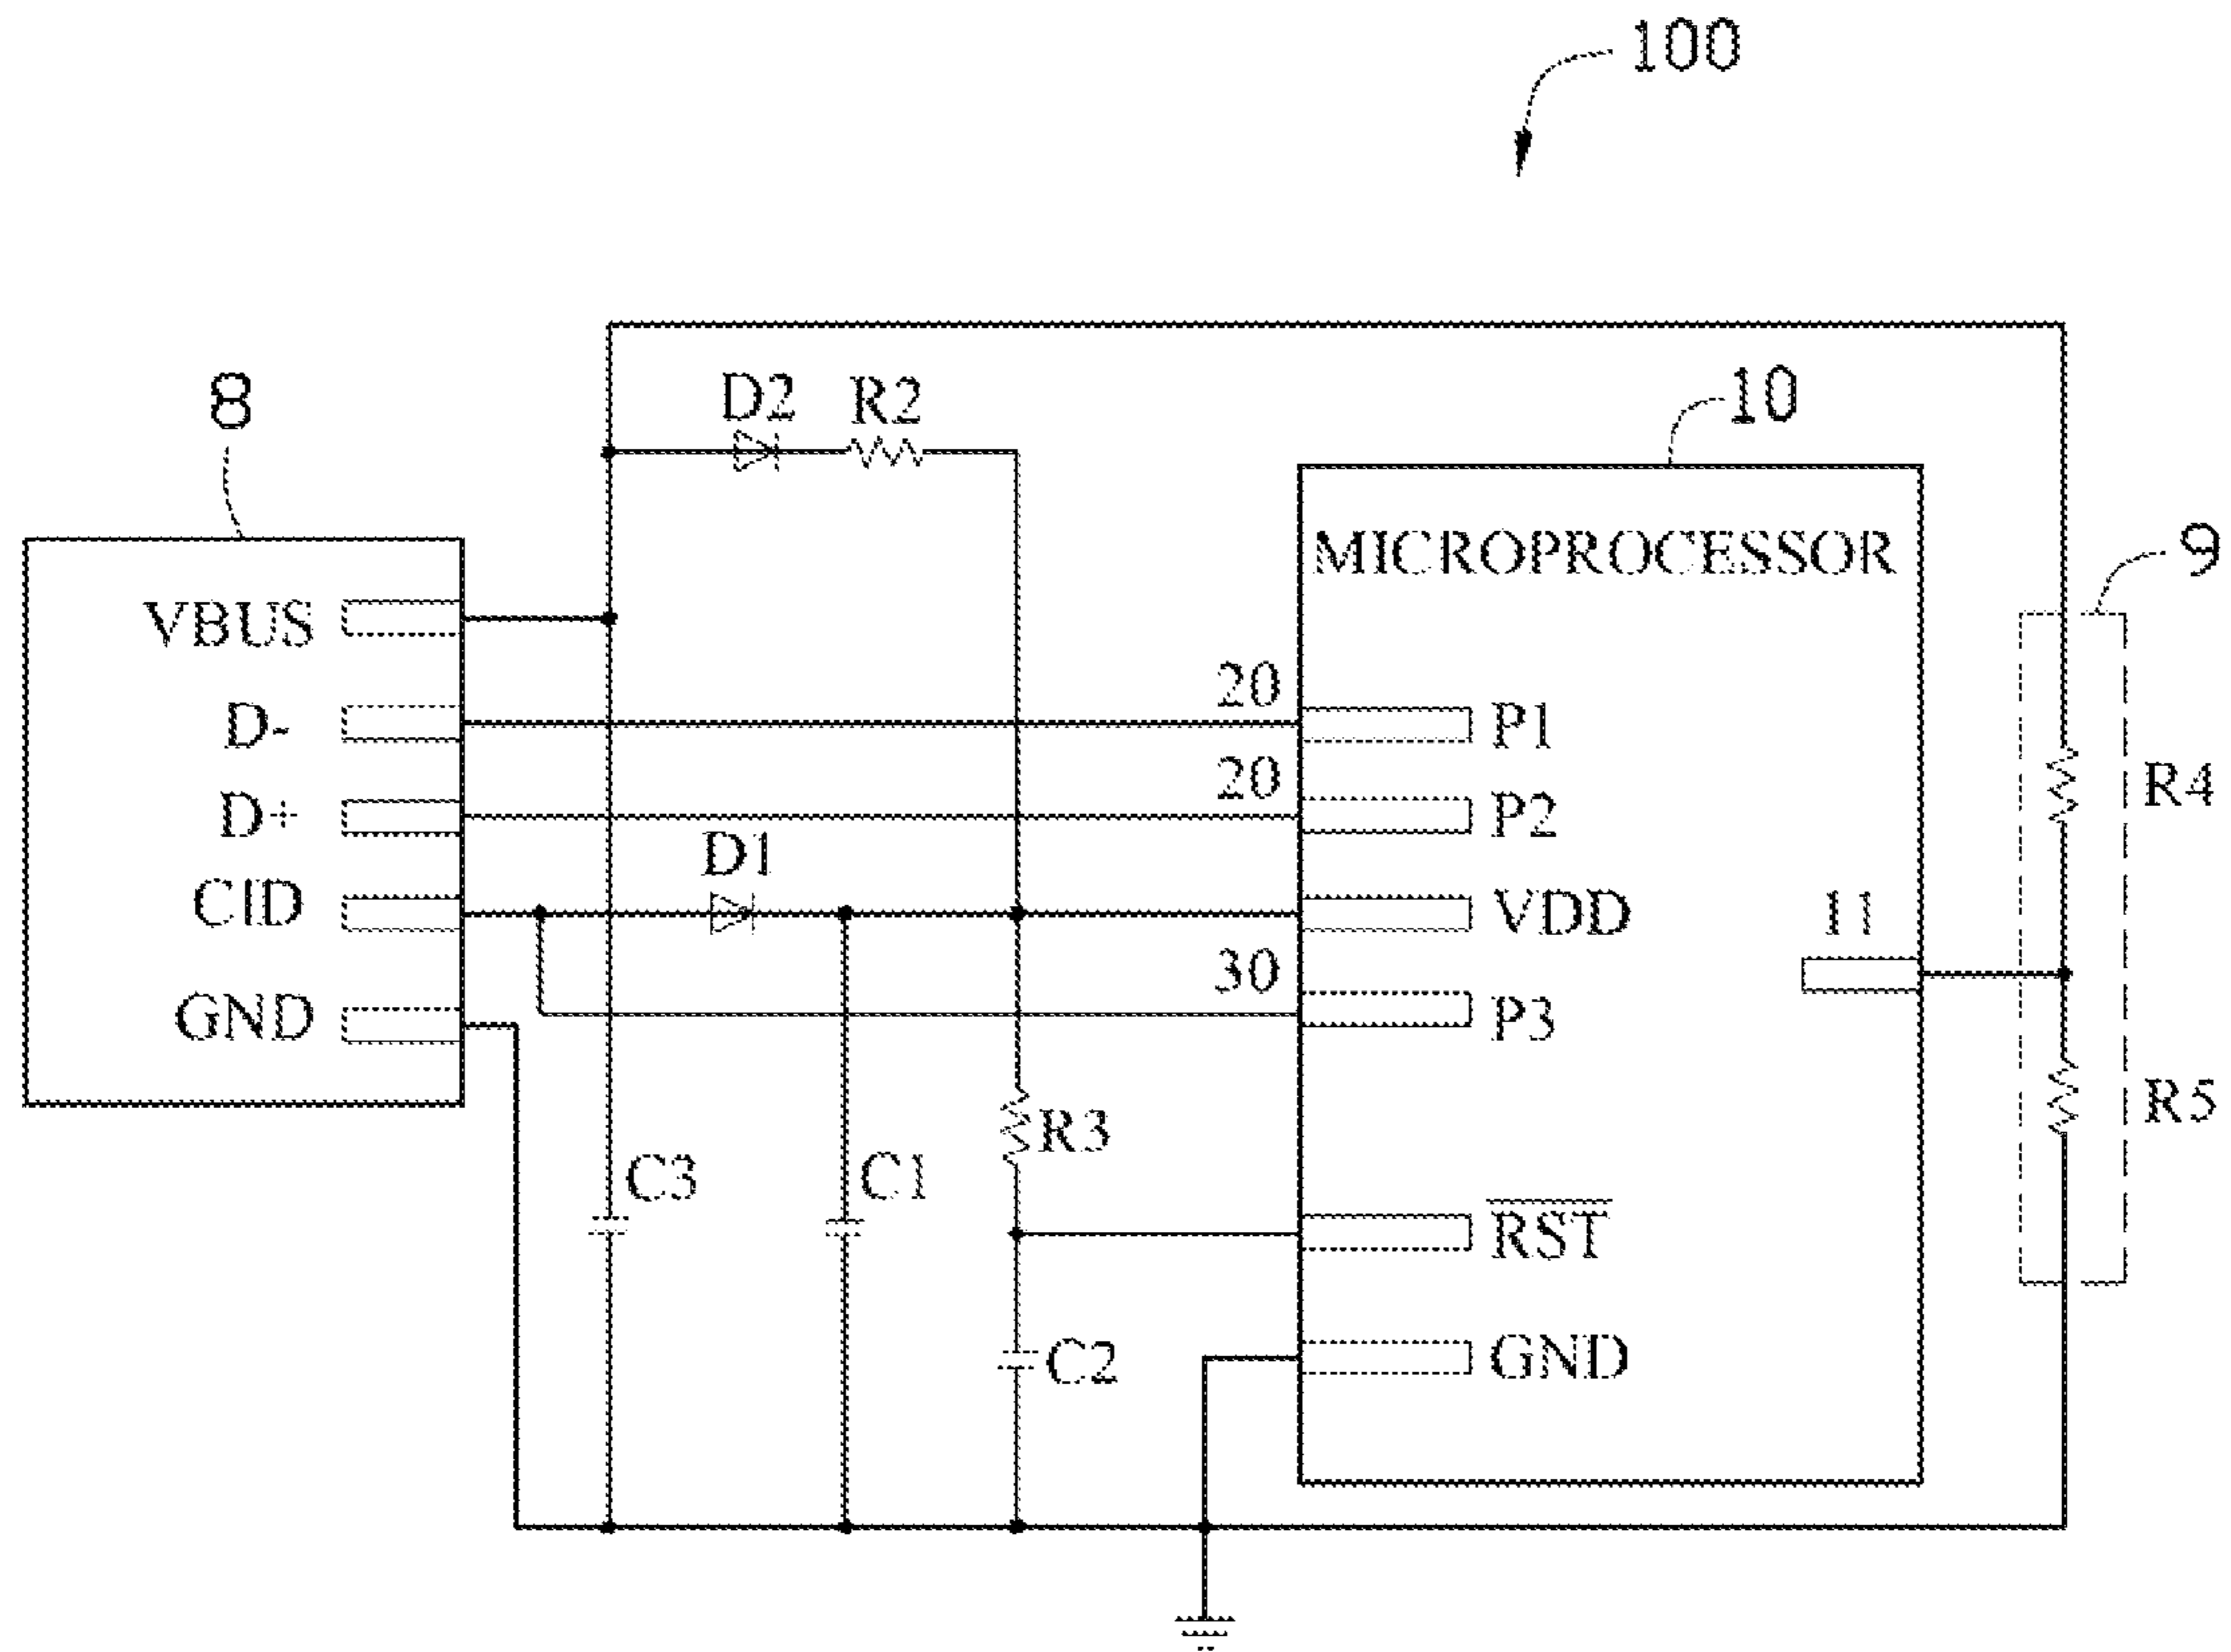 100
8
D2
R2
10
MICROPROCESSOR
9
VBUS
D-
D+
CID
GND
D1
20
P1
20
P2
VDD
30
P3
11
R4
R5
R3
C3
C1
RST
C2
GND